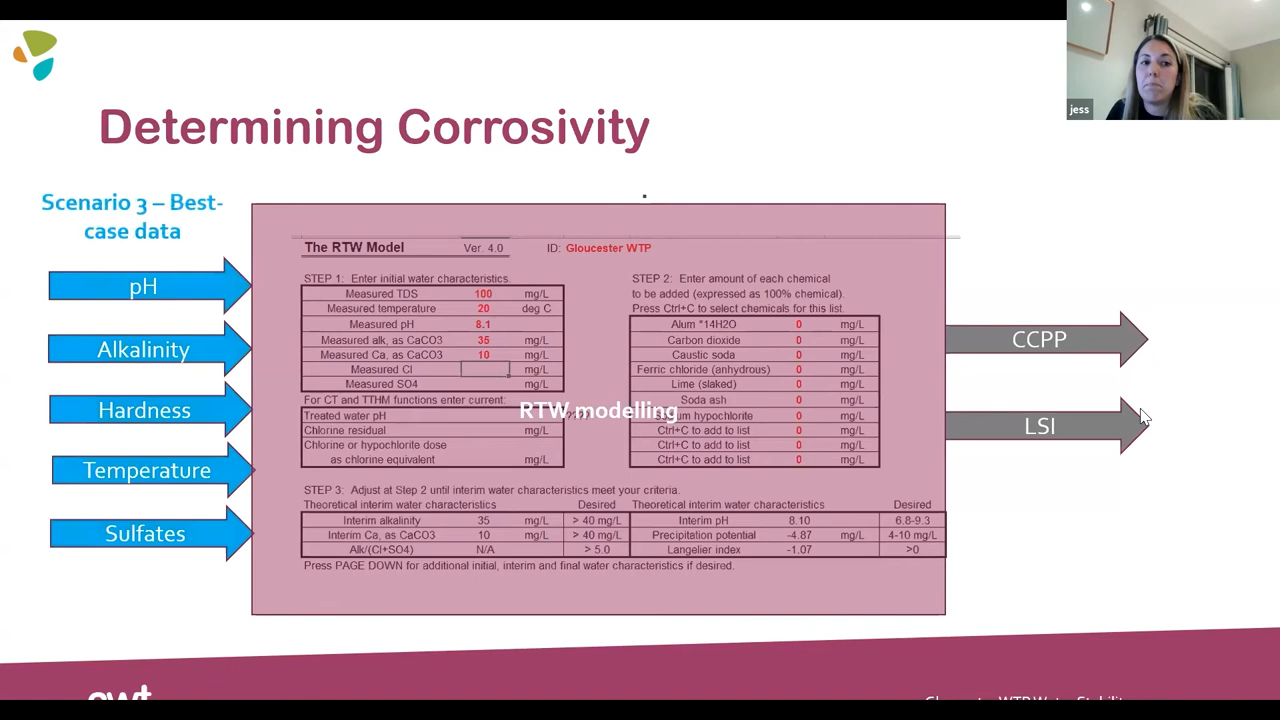 jess
Determining Corrosivity
Scenario 3 – Best-
case data
pH
Alkalinity
Hardness
Temperature
Sulfates
The RTW Model Ver. 4.0 ID: Gloucester WTP
STEP 1: Enter initial water characteristics.
Measured TDS 100 mg/L
Measured temperature 20 deg C
Measured pH 8.1
Measured alk, as CaCO3 35 mg/L
Measured Ca, as CaCO3 10 mg/L
Measured Cl mg/L
Measured SO4 mg/L
For CT and TTHM functions enter current:
Treated water pH
Chlorine residual mg/L
Chlorine or hypochlorite dose
as chlorine equivalent mg/L
STEP 2: Enter amount of each chemical
to be added (expressed as 100% chemical).
Press Ctrl+C to select chemicals for this list.
Alum *14H2O 0 mg/L
Carbon dioxide 0 mg/L
Caustic soda 0 mg/L
Ferric chloride (anhydrous) 0 mg/L
Lime (slaked) 0 mg/L
Soda ash 0 mg/L
hypochlorite 0 mg/L
Ctrl+C to add to list 0 mg/L
Ctrl+C to add to list 0 mg/L
Ctrl+C to add to list 0 mg/L
RTW modelling
STEP 3: Adjust at Step 2 until interim water characteristics meet your criteria.
Theoretical interim water characteristics Desired Theoretical interim water characteristics Desired
Interim alkalinity 35 mg/L > 40 mg/L Interim pH 8.10 6.8-9.3
Interim Ca, as CaCO3 10 mg/L > 40 mg/L Precipitation potential -4.87 mg/L 4-10 mg/L
Alk/(Cl+SO4) N/A > 5.0 Langelier index -1.07 >0
Press PAGE DOWN for additional initial, interim and final water characteristics if desired.
CCPP
LSI